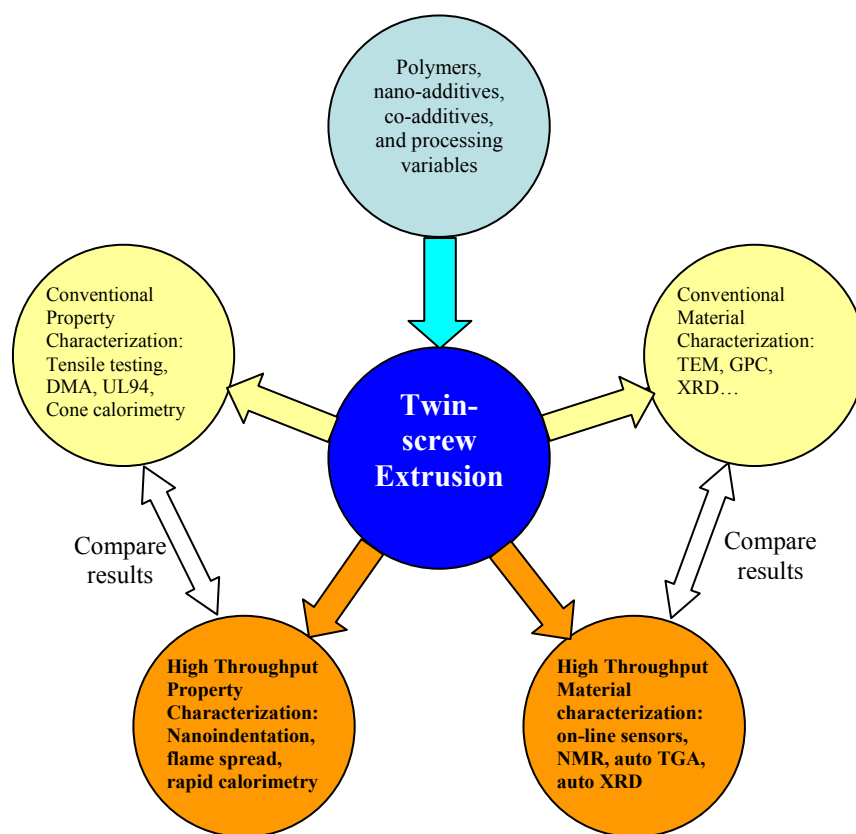 Polymers,
nano-additives,
co-additives,
and processing
variables
Conventional
Property
Characterization:
Tensile testing,
DMA, UL94,
Cone calorimetry
Conventional
Material
Characterization:
TEM, GPC,
XRD…
Twin-
screw
Extrusion
Compare
results
Compare
results
High Throughput
Property
Characterization:
Nanoindentation,
flame spread,
rapid calorimetry
High Throughput
Material
characterization:
on-line sensors,
NMR, auto TGA,
auto XRD